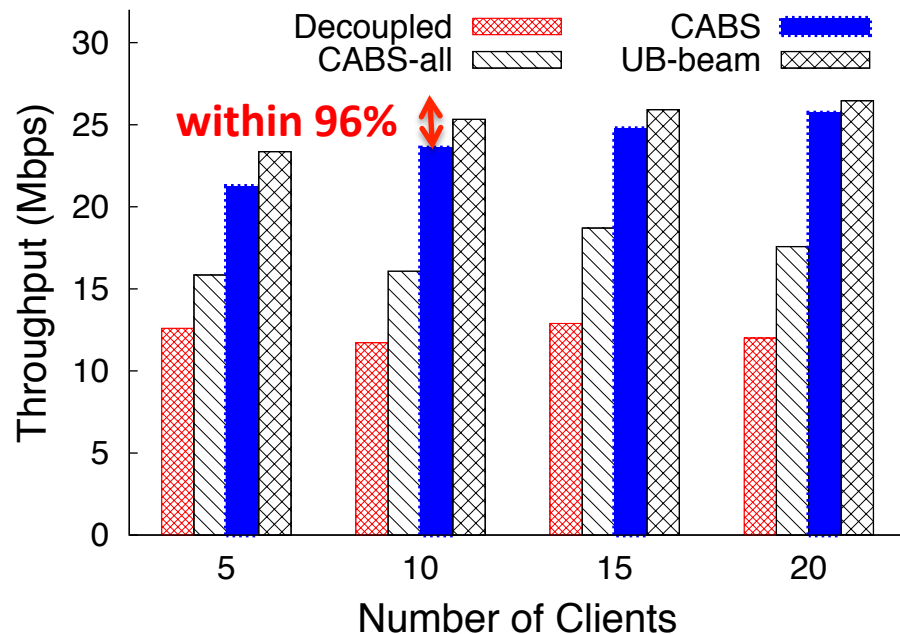 Decoupled
CABS-all
CABS
UB-beam
within 96%
30
25
20
15
10
5
0
Throughput (Mbps)
5 10 15 20
Number of Clients